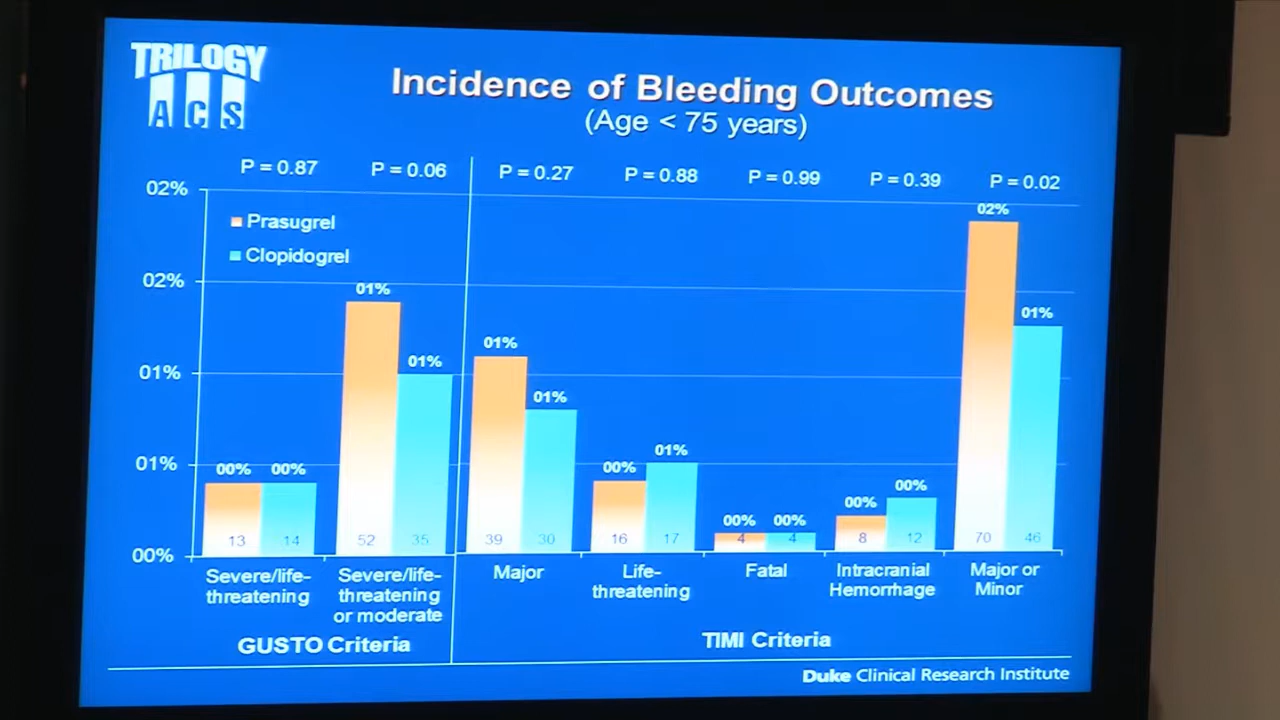 TRILOGY
ACS
Incidence of Bleeding Outcomes
(Age < 75 years)
P = 0.87 P = 0.06 P = 0.27 P = 0.88 P = 0.99 P = 0.39 P = 0.02
02%
02%
01%
01%
00%
Prasugrel
Clopidogrel
00% 00% 01% 01% 01% 01% 00% 01% 00% 00% 00% 00% 02% 01%
13 14 52 35 39 30 16 17 4 4 8 12 70 46
Severe/life-
threatening
Severe/life-
threatening
or moderate
Major
Life-
threatening
Fatal
Intracranial
Hemorrhage
Major or
Minor
GUSTO Criteria
TIMI Criteria
Duke Clinical Research Institute